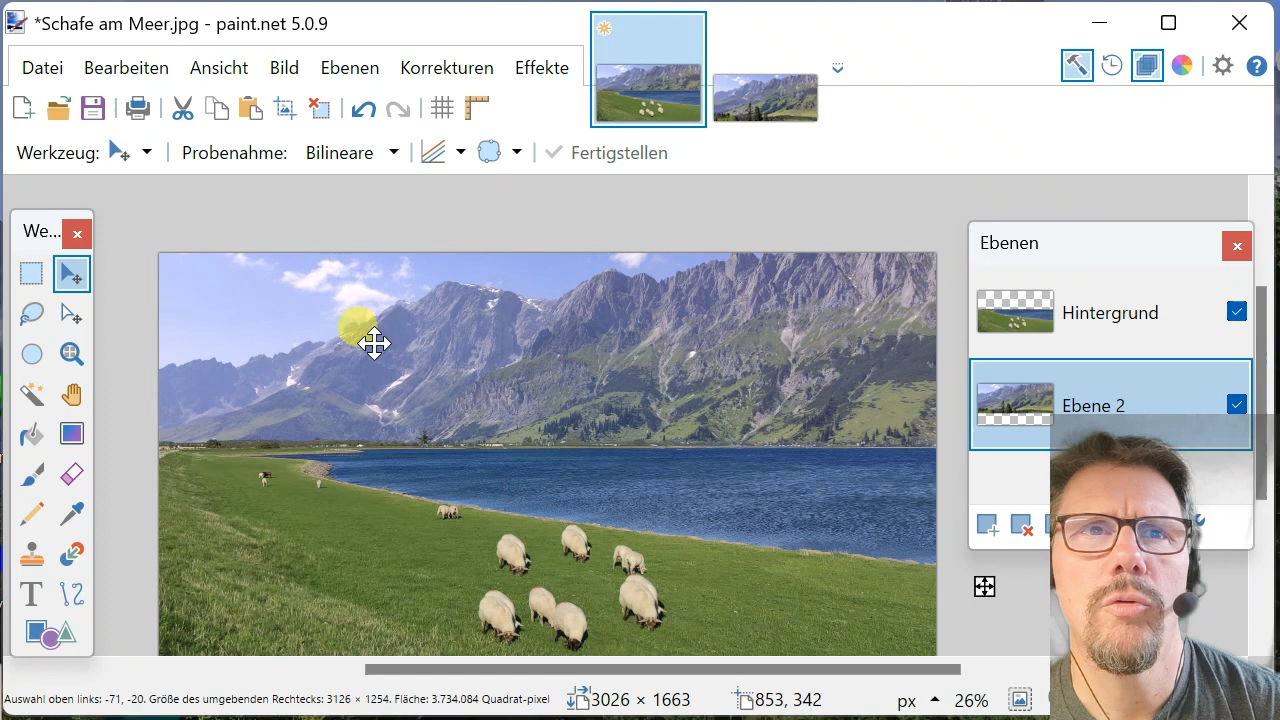 *Schafe am Meer.jpg - paint.net 5.0.9
Datei Bearbeiten Ansicht Bild Ebenen Korrekturen Effekte
Werkzeug: Probenahme: Bilineare Fertigstellen
We...
Ebenen
Hintergrund
Ebene 2
Auswahl oben links: -71, -20. Größe des umgebenden Rechtecks: 3126 × 1254. Fläche: 3.734.084 Quadrat-pixel 3026 × 1663 853, 342 px 26%